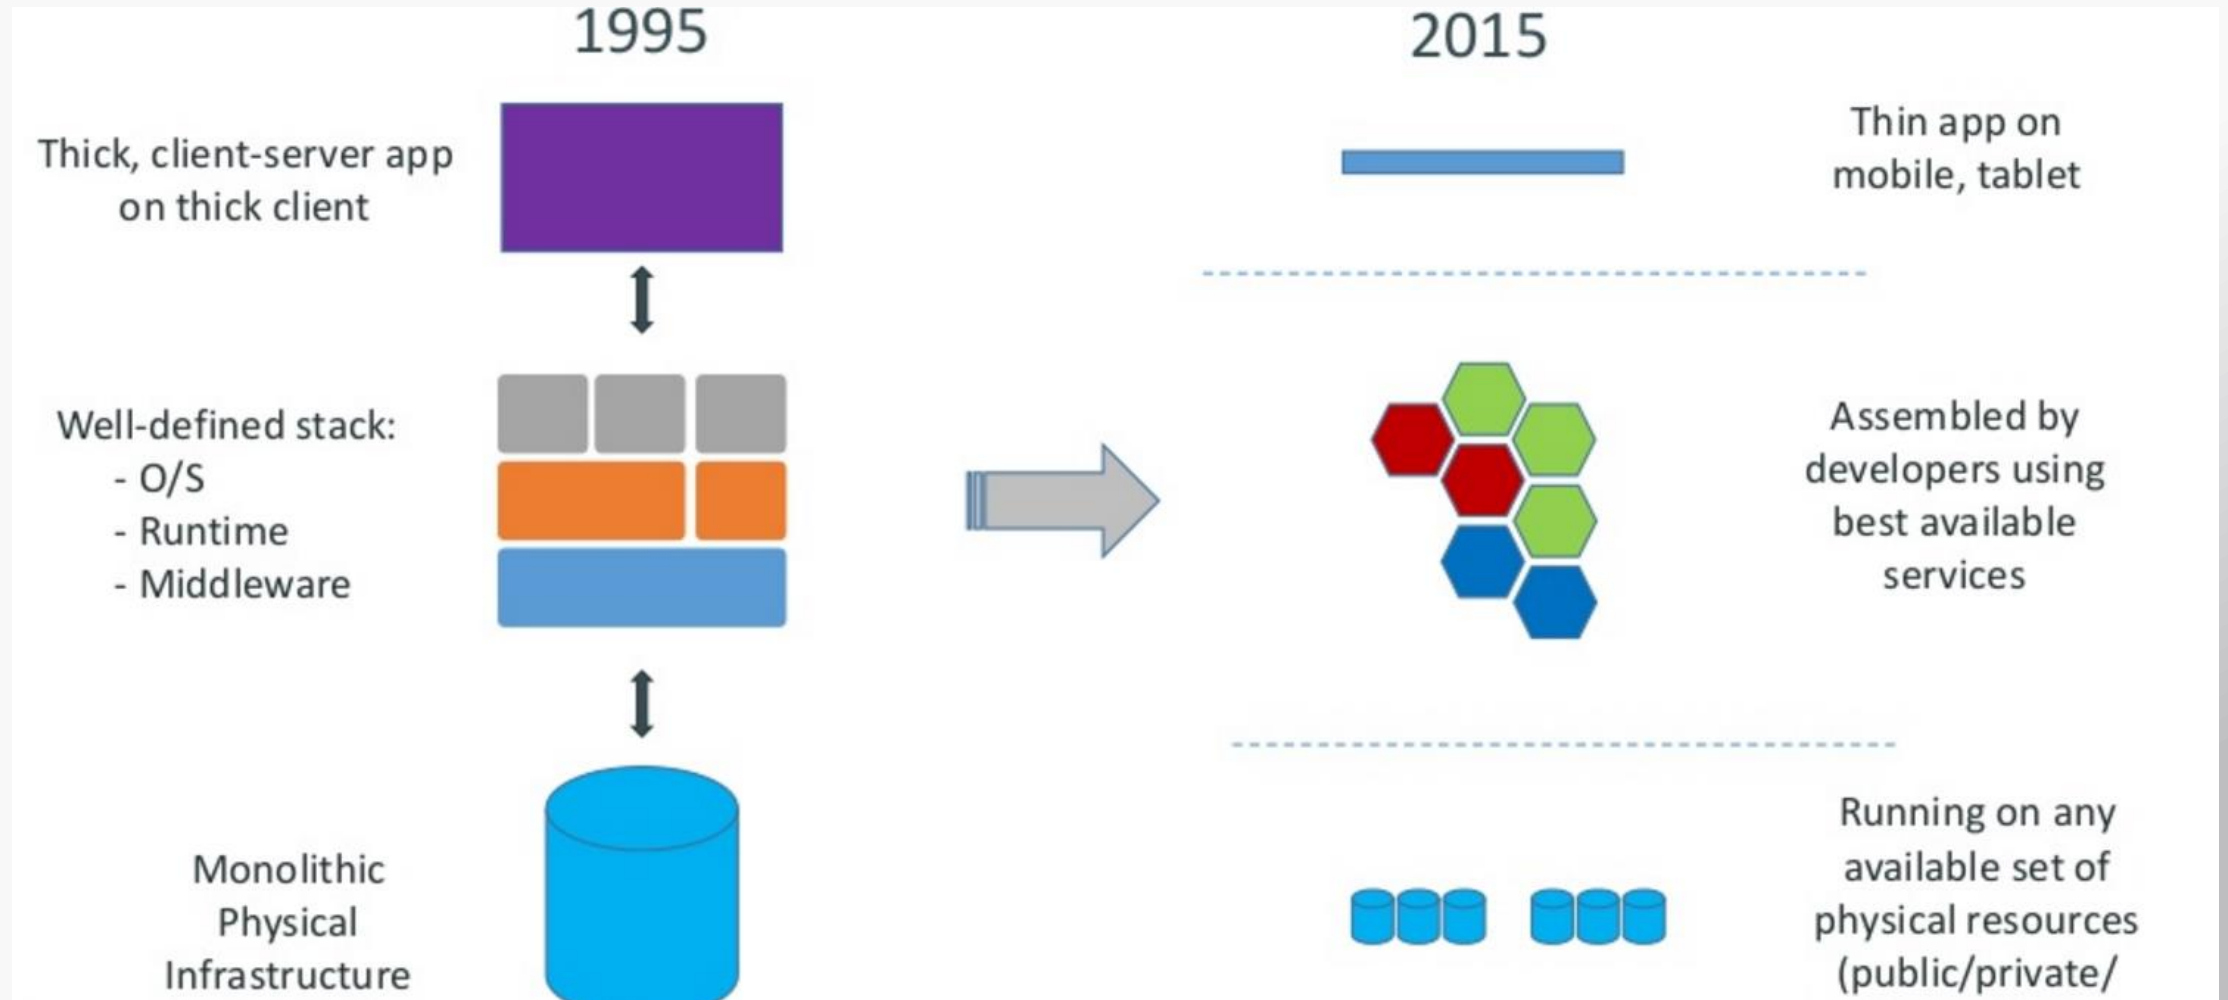 1995
2015
Thick, client-server app
on thick client
Thin app on
mobile, tablet
Well-defined stack:
- O/S
- Runtime
- Middleware
Assembled by
developers using
best available
services
Monolithic
Physical
Infrastructure
Running on any
available set of
physical resources
(public/private/